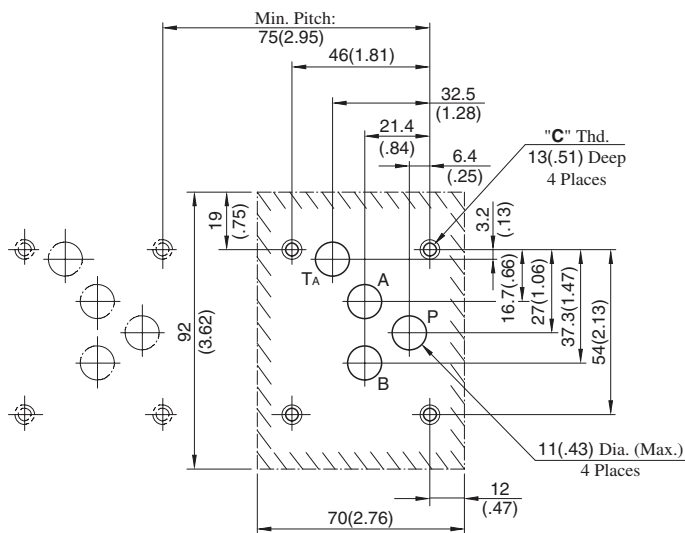 Min. Pitch:
75(2.95)
46(1.81)
32.5
(1.28)
21.4
(.84)
6.4
(.25)
"C" Thd.
13(.51) Deep
4 Places
19
(.75)
3.2
(.13)
TA
A
P
B
16.7(.66)
27(1.06)
37.3(1.47)
54(2.13)
92
(3.62)
11(.43) Dia. (Max.)
4 Places
12
(.47)
70(2.76)